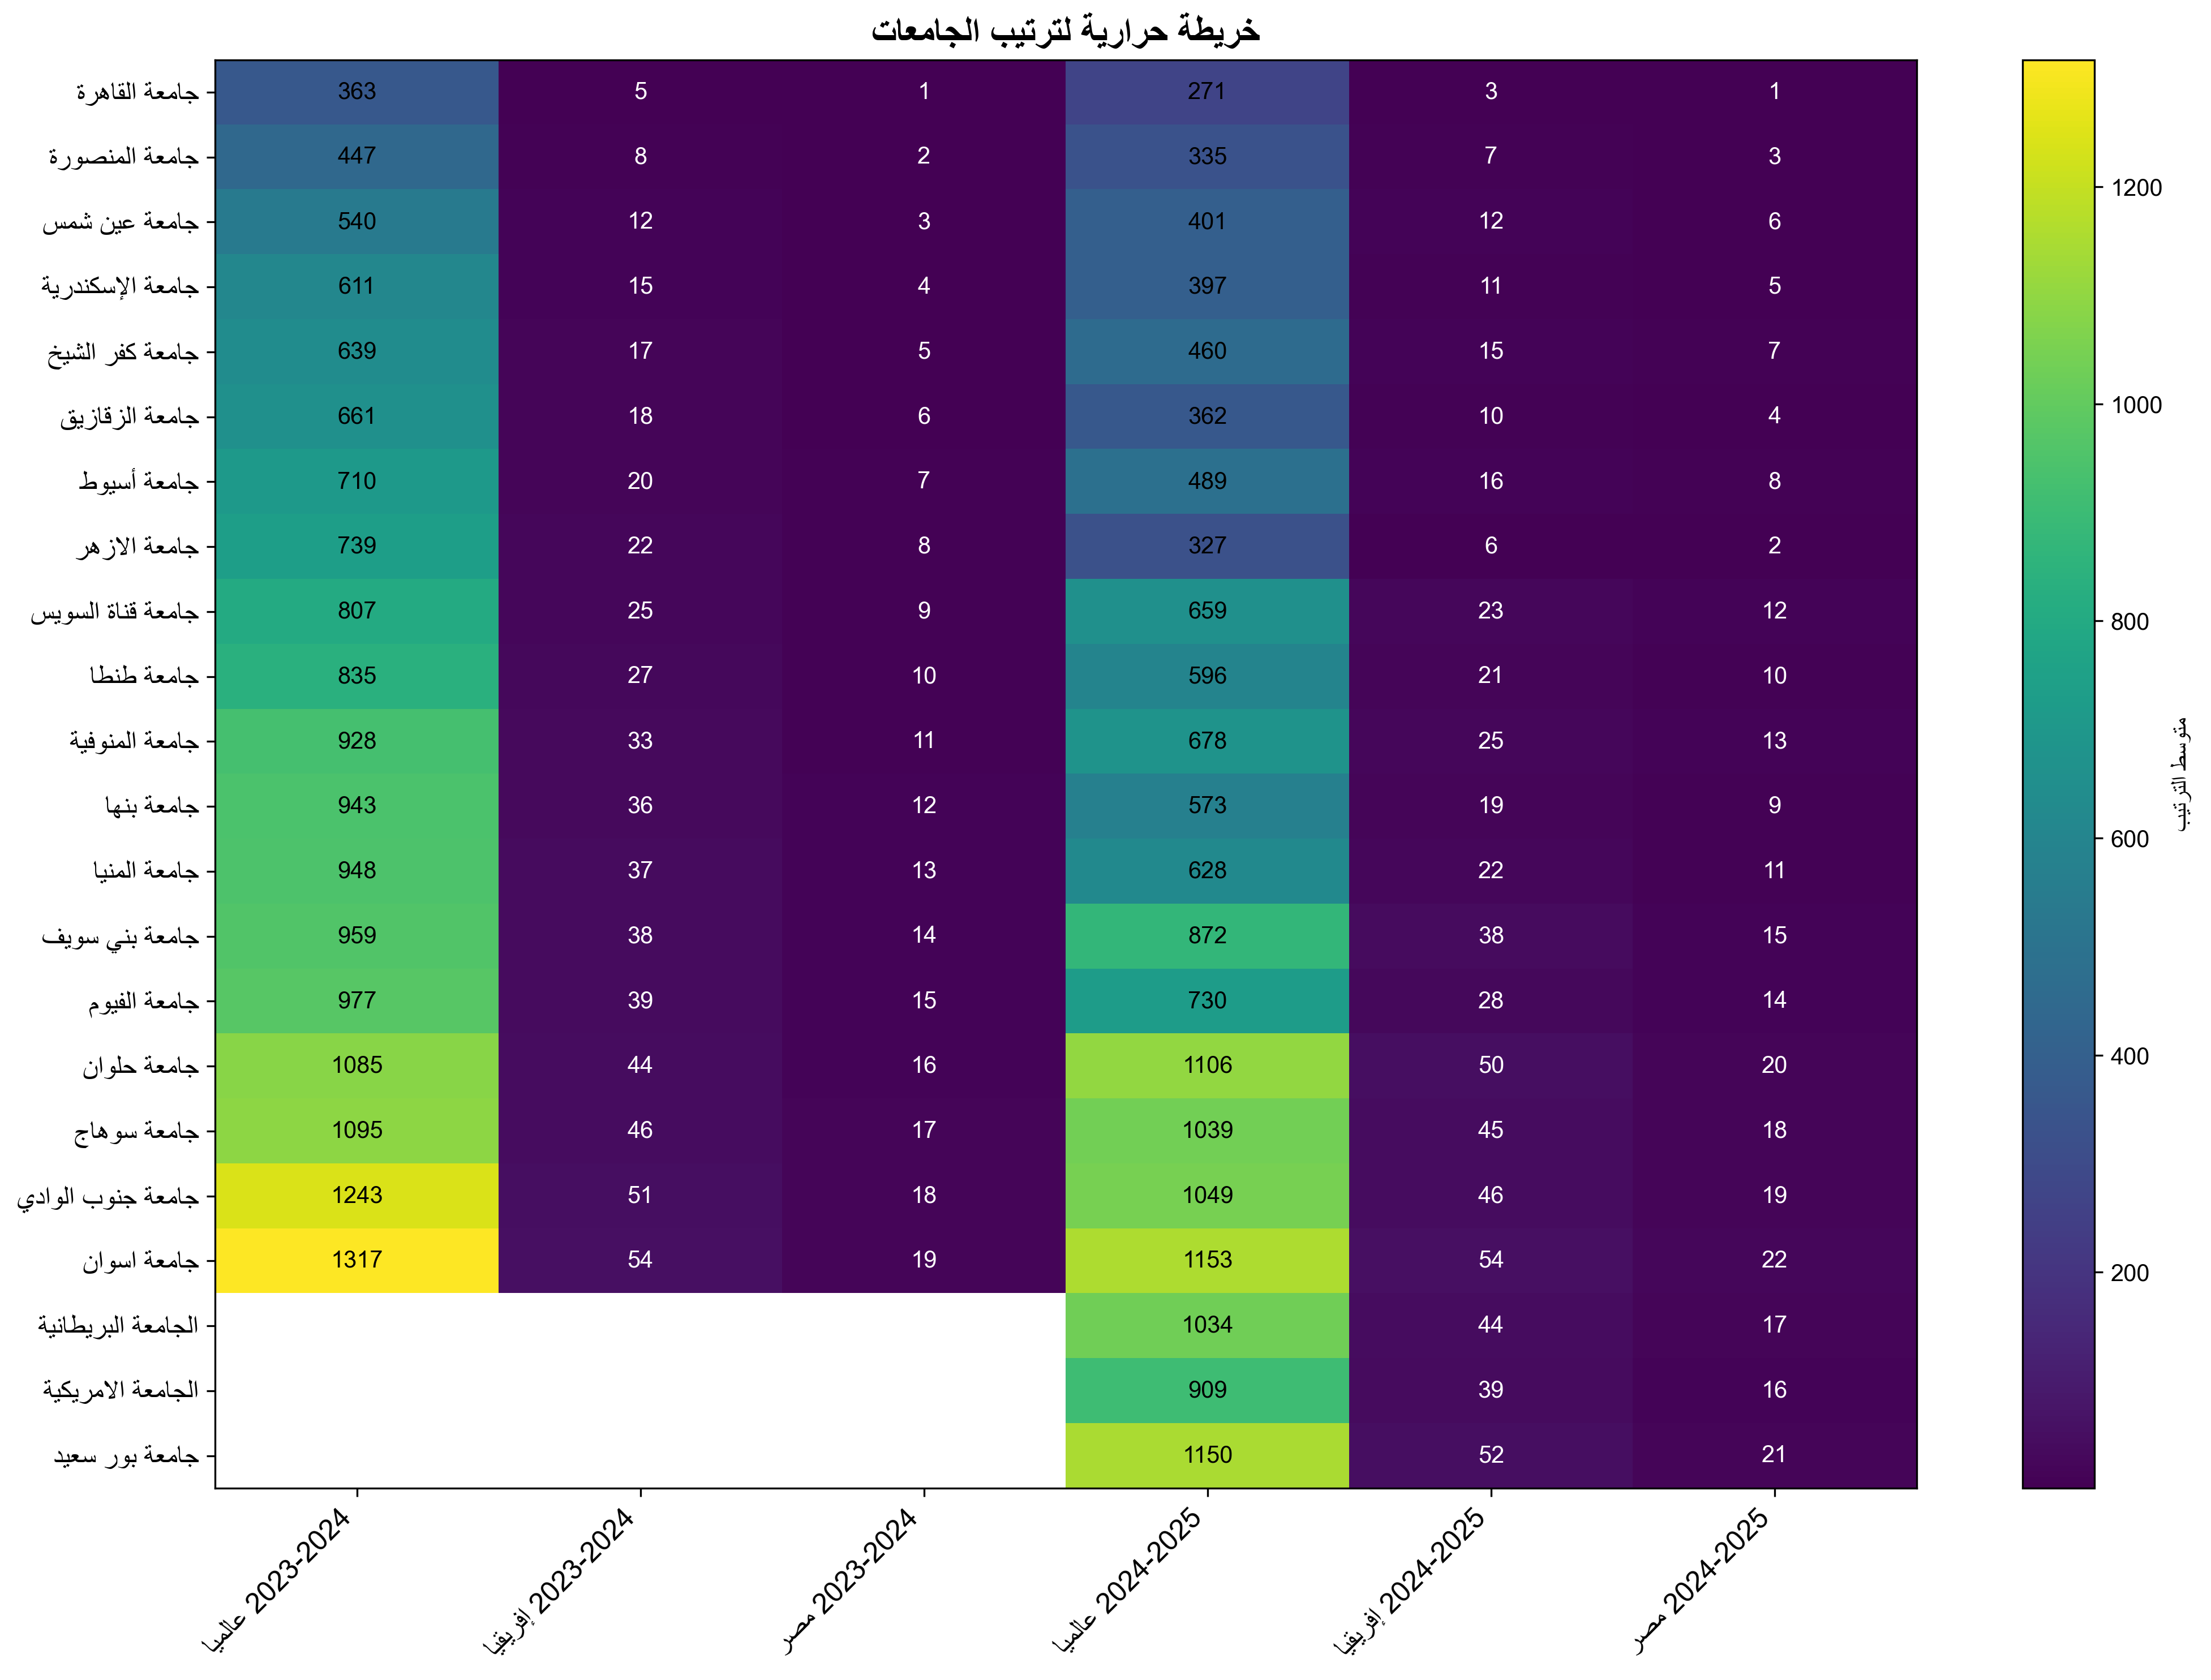 خريطة حرارية لترتيب الجامعات
جامعة القاهرة 363 5 1 271 3 1
جامعة المنصورة 447 8 2 335 7 3
جامعة عين شمس 540 12 3 401 12 6
جامعة الإسكندرية 611 15 4 397 11 5
جامعة كفر الشيخ 639 17 5 460 15 7
جامعة الزقازيق 661 18 6 362 10 4
جامعة أسيوط 710 20 7 489 16 8
جامعة الازهر 739 22 8 327 6 2
جامعة قناة السويس 807 25 9 659 23 12
جامعة طنطا 835 27 10 596 21 10
جامعة المنوفية 928 33 11 678 25 13
جامعة بنها 943 36 12 573 19 9
جامعة المنيا 948 37 13 628 22 11
جامعة بني سويف 959 38 14 872 38 15
جامعة الفيوم 977 39 15 730 28 14
جامعة حلوان 1085 44 16 1106 50 20
جامعة سوهاج 1095 46 17 1039 45 18
جامعة جنوب الوادي 1243 51 18 1049 46 19
جامعة اسوان 1317 54 19 1153 54 22
الجامعة البريطانية 1034 44 17
الجامعة الامريكية 909 39 16
جامعة بور سعيد 1150 52 21
عالميا 2023-2024
إفريقيا 2023-2024
مصر 2023-2024
عالميا 2024-2025
إفريقيا 2024-2025
مصر 2024-2025
1200
1000
800
600
400
200
متوسط الترتيب